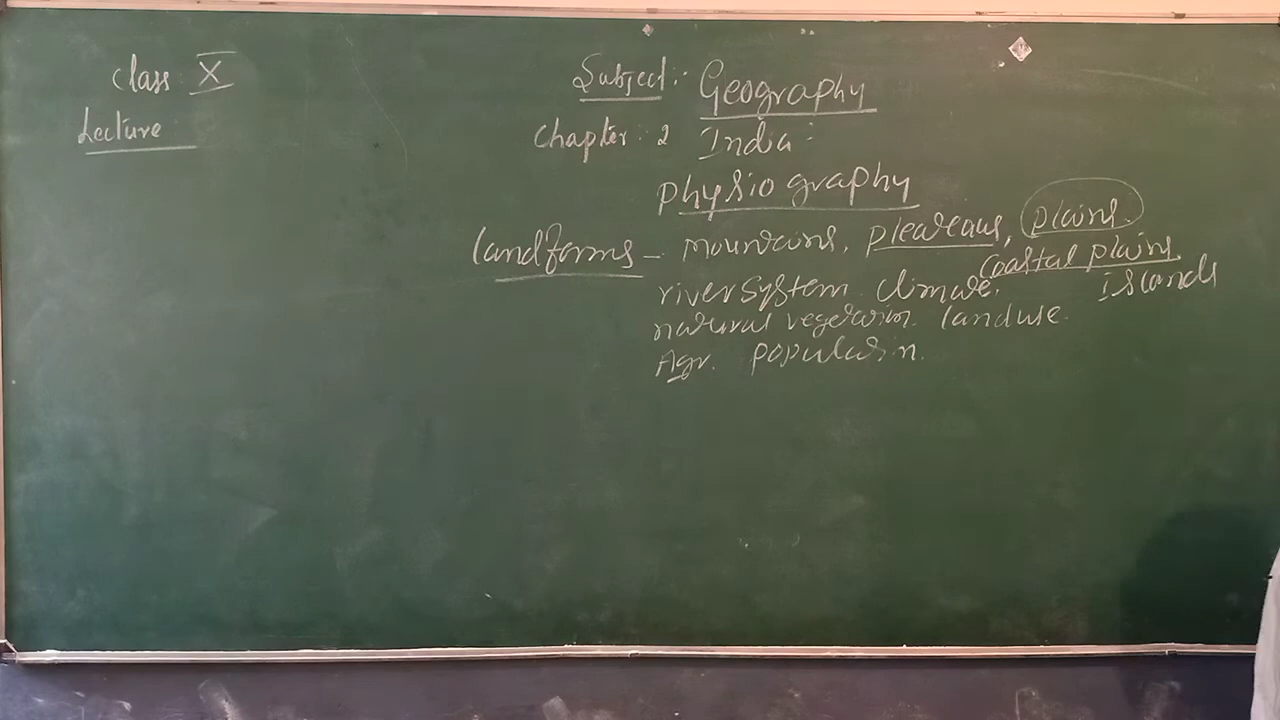 Class X
Lecture
Subject:- Geography
Chapter: 2 India:
Physiography
Landforms - mountains, pleateaus, plains.
Coastal plains
river system. climate. islands
natural vegetation. landuse.
Agr. population.